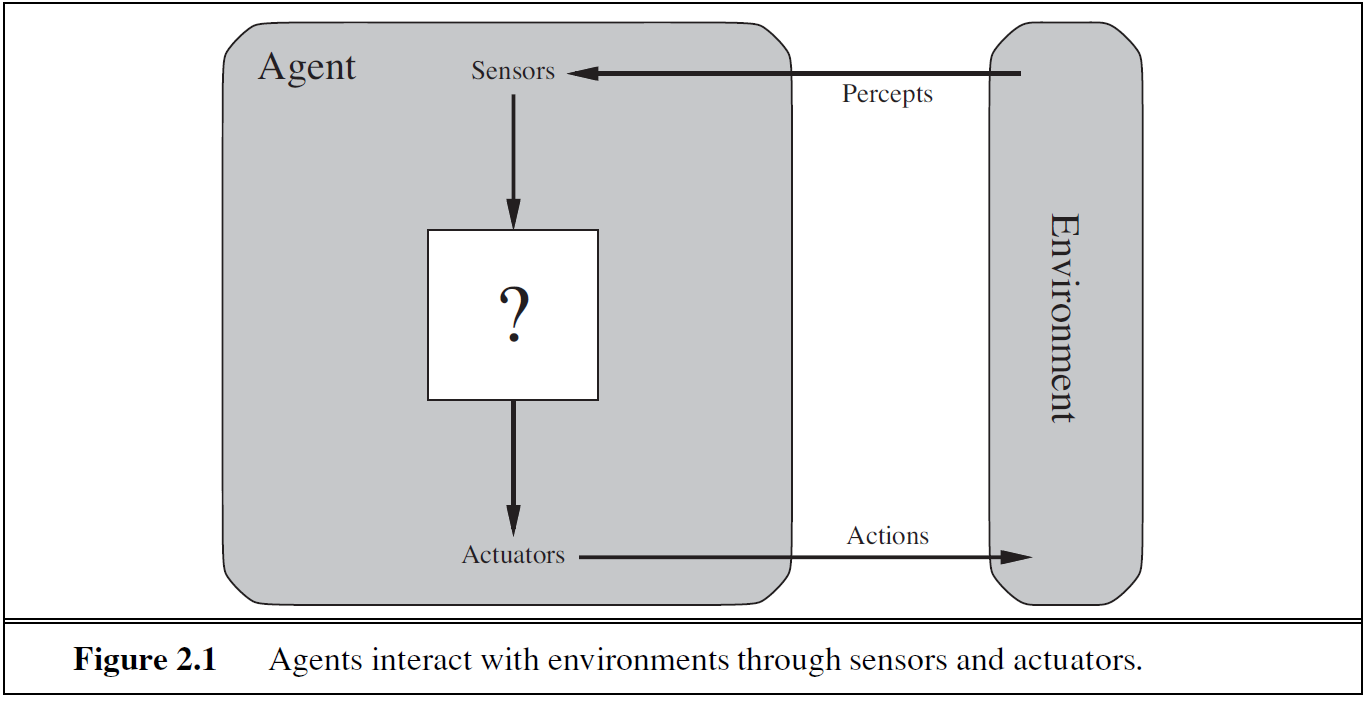 Agent
Sensors
Percepts
?
Environment
Actuators
Actions
Figure 2.1 Agents interact with environments through sensors and actuators.